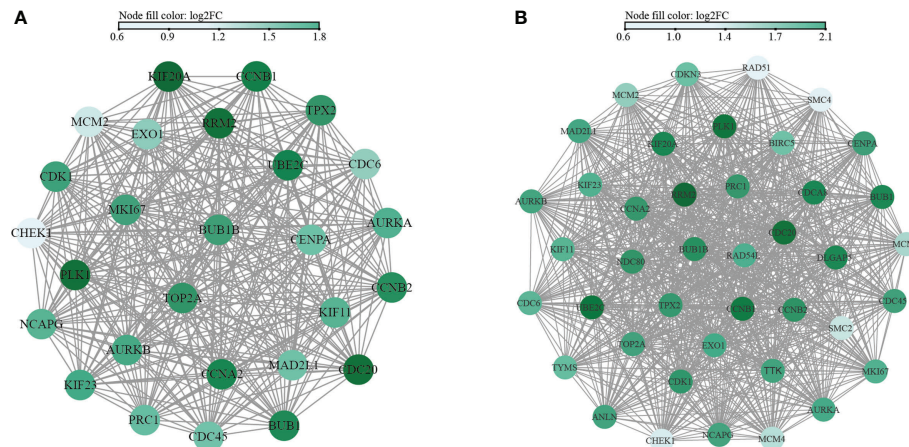 A
Node fill color: log2FC
0.6 0.9 1.2 1.5 1.8
KIF20A
CCNB1
RRM2
TPX2
MCM2
EXO1
UBE2C
CDC6
CDK1
MKI67
AURKA
CHEK1
BUB1B
CENPA
PLK1
CCNB2
TOP2A
KIF11
NCAPG
AURKB
MAD2L1
CDC20
KIF23
CCNA2
PRC1
BUB1
CDC45
B
Node fill color: log2FC
0.6 1.0 1.4 1.7 2.1
RAD51
CDKN3
MCM2
SMC4
PLK1
MAD2L1
KIF20A
BIRC5
CENPA
KIF23
PRC1
RRM2
CDCA8
BUB1
AURKB
CCNA2
CDC20
KIF11
BUB1B
RAD54L
DLGAP5
NDC80
CDC6
UBE2C
TPX2
CCNB1
CCNB2
CDC45
SMC2
TOP2A
EXO1
TYMS
CDK1
TTK
MKI67
ANLN
AURKA
CHEK1
NCAPG
MCM4